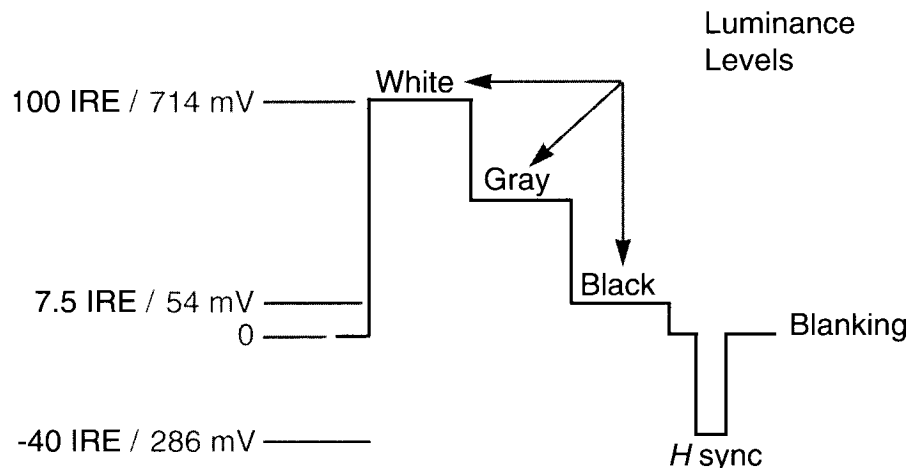 Luminance
Levels
White
100 IRE / 714 mV
Gray
Black
7.5 IRE / 54 mV
0
Blanking
-40 IRE / 286 mV
H sync